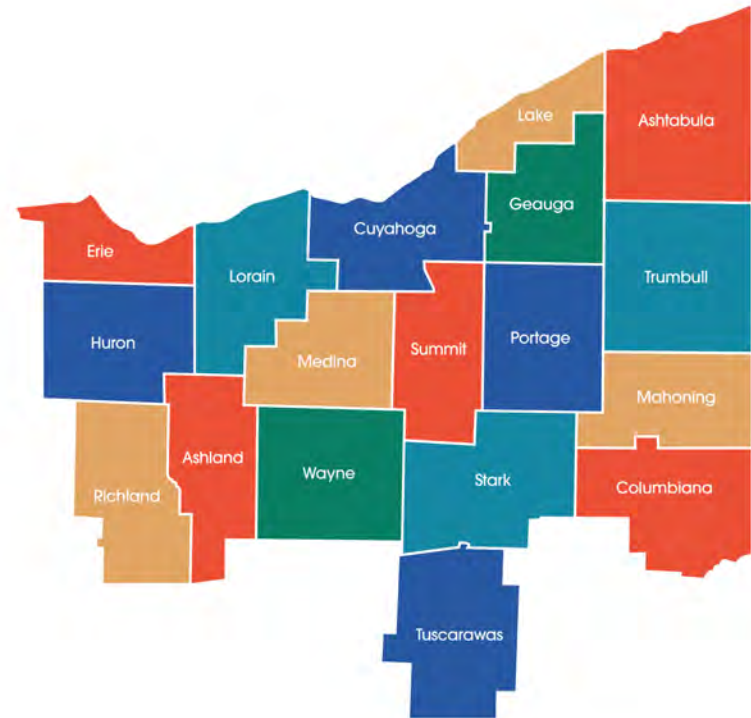 Lake
Ashtabula
Geauga
Cuyahoga
Erie
Lorain
Trumbull
Huron
Medina
Summit
Portage
Mahoning
Ashland
Wayne
Stark
Richland
Columbiana
Tuscarawas